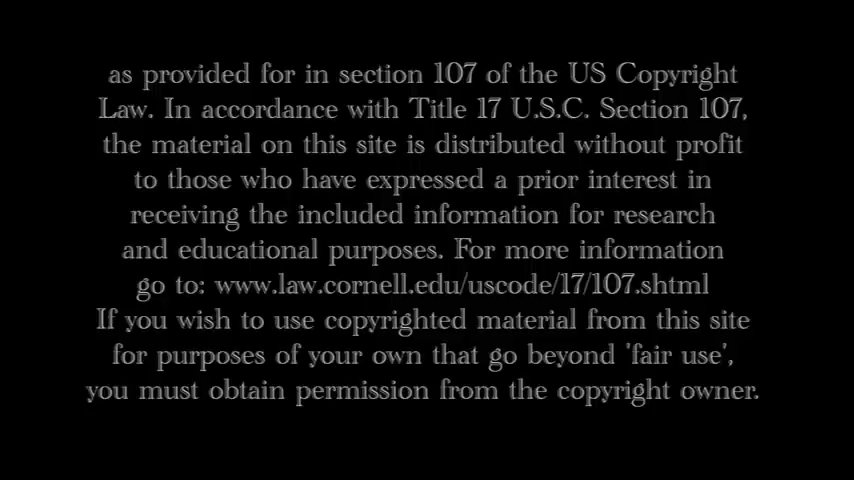 as provided for in section 107 of the US Copyright
Law. In accordance with Title 17 U.S.C. Section 107,
the material on this site is distributed without profit
to those who have expressed a prior interest in
receiving the included information for research
and educational purposes. For more information
go to: www.law.cornell.edu/uscode/17/107.shtml
If you wish to use copyrighted material from this site
for purposes of your own that go beyond 'fair use',
you must obtain permission from the copyright owner.